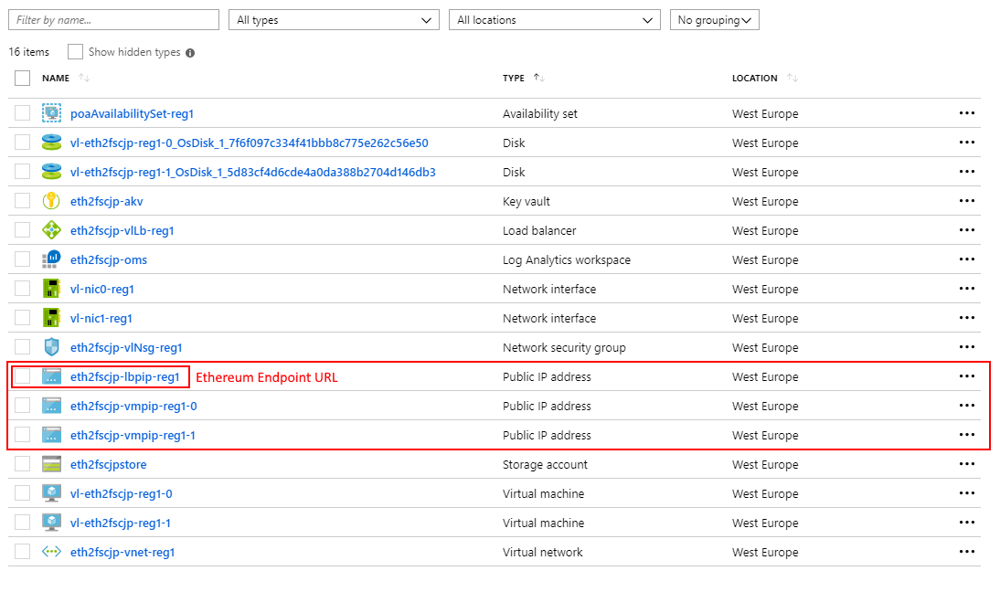 Filter by name... All types All locations No grouping
16 items Show hidden types
NAME TYPE LOCATION
poaAvailabilitySet-reg1 Availability set West Europe
vl-eth2fscjp-reg1-0_OsDisk_1_7f6f097c334f41bbb8c775e262c56e50 Disk West Europe
vl-eth2fscjp-reg1-1_OsDisk_1_5d83cf4d6cde4a0da388b2704d146db3 Disk West Europe
eth2fscjp-akv Key vault West Europe
eth2fscjp-vlLb-reg1 Load balancer West Europe
eth2fscjp-oms Log Analytics workspace West Europe
vl-nic0-reg1 Network interface West Europe
vl-nic1-reg1 Network interface West Europe
eth2fscjp-vlNsg-reg1 Network security group West Europe
eth2fscjp-lbpip-reg1 Ethereum Endpoint URL Public IP address West Europe
eth2fscjp-vmpip-reg1-0 Public IP address West Europe
eth2fscjp-vmpip-reg1-1 Public IP address West Europe
eth2fscjpstore Storage account West Europe
vl-eth2fscjp-reg1-0 Virtual machine West Europe
vl-eth2fscjp-reg1-1 Virtual machine West Europe
eth2fscjp-vnet-reg1 Virtual network West Europe